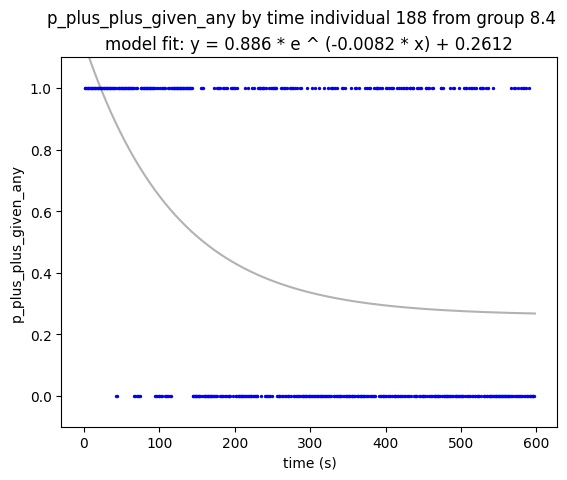 p_plus_plus_given_any by time individual 188 from group 8.4
model fit: y = 0.886 * e ^ (-0.0082 * x) + 0.2612
p_plus_plus_given_any
1.0
0.8
0.6
0.4
0.2
0.0
0 100 200 300 400 500 600
time (s)